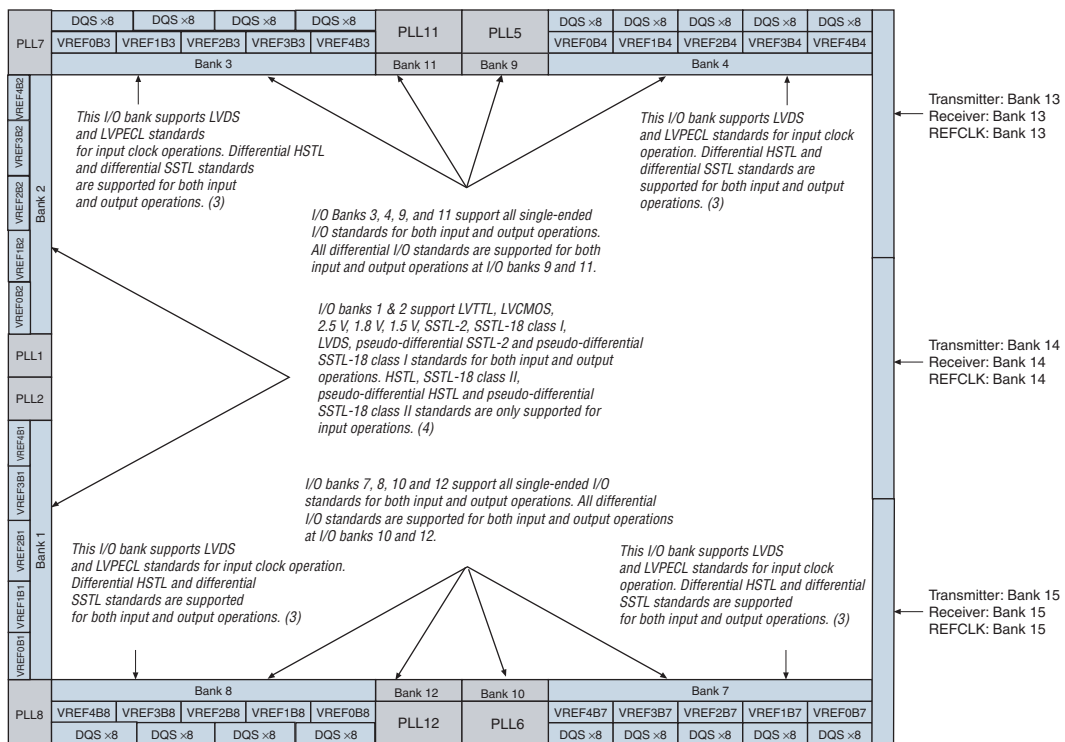 DQS ×8 DQS ×8 DQS ×8 DQS ×8 PLL11 PLL5 DQS ×8 DQS ×8 DQS ×8 DQS ×8 DQS ×8
PLL7 VREF0B3 VREF1B3 VREF2B3 VREF3B3 VREF4B3 VREF0B4 VREF1B4 VREF2B4 VREF3B4 VREF4B4
Bank 3 Bank 11 Bank 9 Bank 4
VREF4B2
VREF3B2
VREF2B2
VREF1B2
VREF0B2
Bank 2
PLL1
PLL2
VREF4B1
VREF3B1
VREF2B1
VREF1B1
VREF0B1
Bank 1
This I/O bank supports LVDS
and LVPECL standards
for input clock operations. Differential HSTL
and differential SSTL standards
are supported for both input
and output operations. (3)
This I/O bank supports LVDS
and LVPECL standards for input clock
operation. Differential HSTL and
differential SSTL standards are
supported for both input and output
operations. (3)
I/O Banks 3, 4, 9, and 11 support all single-ended
I/O standards for both input and output operations.
All differential I/O standards are supported for both
input and output operations at I/O banks 9 and 11.
I/O banks 1 & 2 support LVTTL, LVCMOS,
2.5 V, 1.8 V, 1.5 V, SSTL-2, SSTL-18 class I,
LVDS, pseudo-differential SSTL-2 and pseudo-differential
SSTL-18 class I standards for both input and output
operations. HSTL, SSTL-18 class II,
pseudo-differential HSTL and pseudo-differential
SSTL-18 class II standards are only supported for
input operations. (4)
I/O banks 7, 8, 10 and 12 support all single-ended I/O
standards for both input and output operations. All differential
I/O standards are supported for both input and output operations
at I/O banks 10 and 12.
This I/O bank supports LVDS
and LVPECL standards for input clock operation.
Differential HSTL and differential
SSTL standards are supported
for both input and output operations. (3)
This I/O bank supports LVDS
and LVPECL standards for input clock
operation. Differential HSTL and differential
SSTL standards are supported
for both input and output operations. (3)
Transmitter: Bank 13
Receiver: Bank 13
REFCLK: Bank 13
Transmitter: Bank 14
Receiver: Bank 14
REFCLK: Bank 14
Transmitter: Bank 15
Receiver: Bank 15
REFCLK: Bank 15
Bank 8 Bank 12 Bank 10 Bank 7
PLL8 VREF4B8 VREF3B8 VREF2B8 VREF1B8 VREF0B8 PLL12 PLL6 VREF4B7 VREF3B7 VREF2B7 VREF1B7 VREF0B7
DQS ×8 DQS ×8 DQS ×8 DQS ×8 DQS ×8 DQS ×8 DQS ×8 DQS ×8 DQS ×8